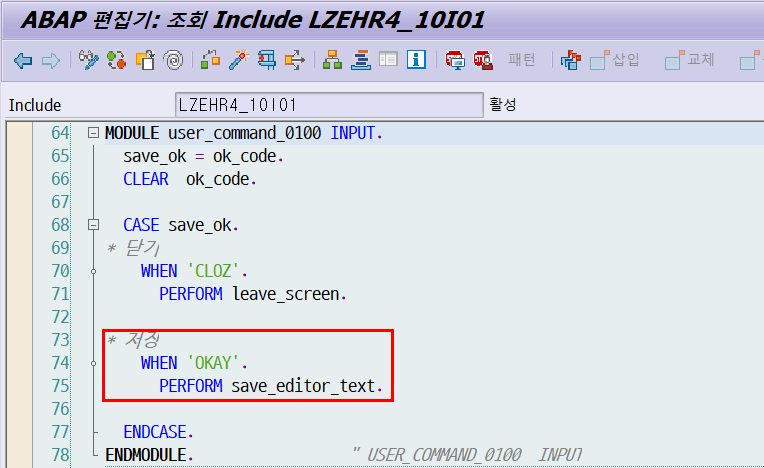 ABAP 편집기: 조회 Include LZEHR4_10I01
패턴 삽입 교체
Include LZEHR4_10I01 활성
64 MODULE user_command_0100 INPUT.
65 save_ok = ok_code.
66 CLEAR ok_code.
67
68 CASE save_ok.
69 * 닫기
70 WHEN 'CLOZ'.
71 PERFORM leave_screen.
72
73 * 저장
74 WHEN 'OKAY'.
75 PERFORM save_editor_text.
76
77 ENDCASE.
78 ENDMODULE. " USER_COMMAND_0100 INPUT